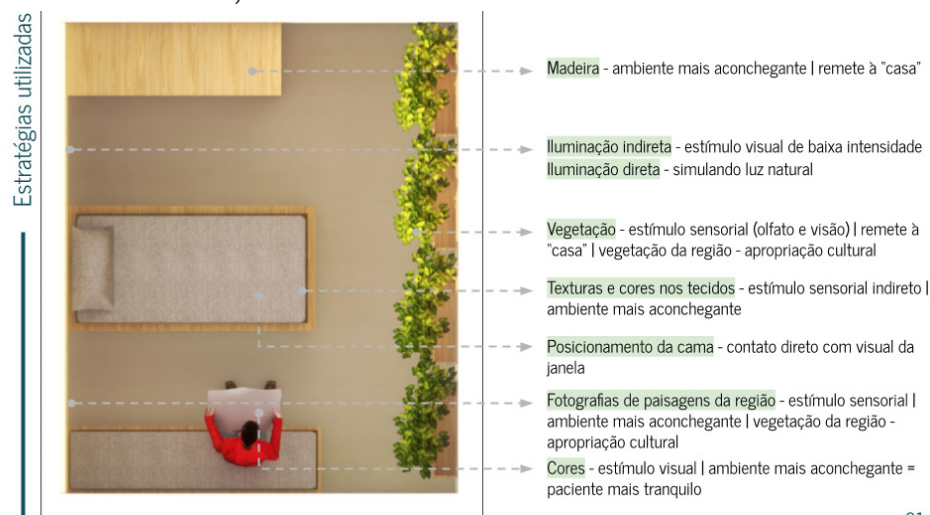 Estratégias utilizadas
Madeira - ambiente mais aconchegante | remete à "casa"
Iluminação indireta - estímulo visual de baixa intensidade
Iluminação direta - simulando luz natural
Vegetação - estímulo sensorial (olfato e visão) | remete à
"casa" | vegetação da região - apropriação cultural
Texturas e cores nos tecidos - estímulo sensorial indireto |
ambiente mais aconchegante
Posicionamento da cama - contato direto com visual da
janela
Fotografias de paisagens da região - estímulo sensorial |
ambiente mais aconchegante | vegetação da região -
apropriação cultural
Cores - estímulo visual | ambiente mais aconchegante =
paciente mais tranquilo